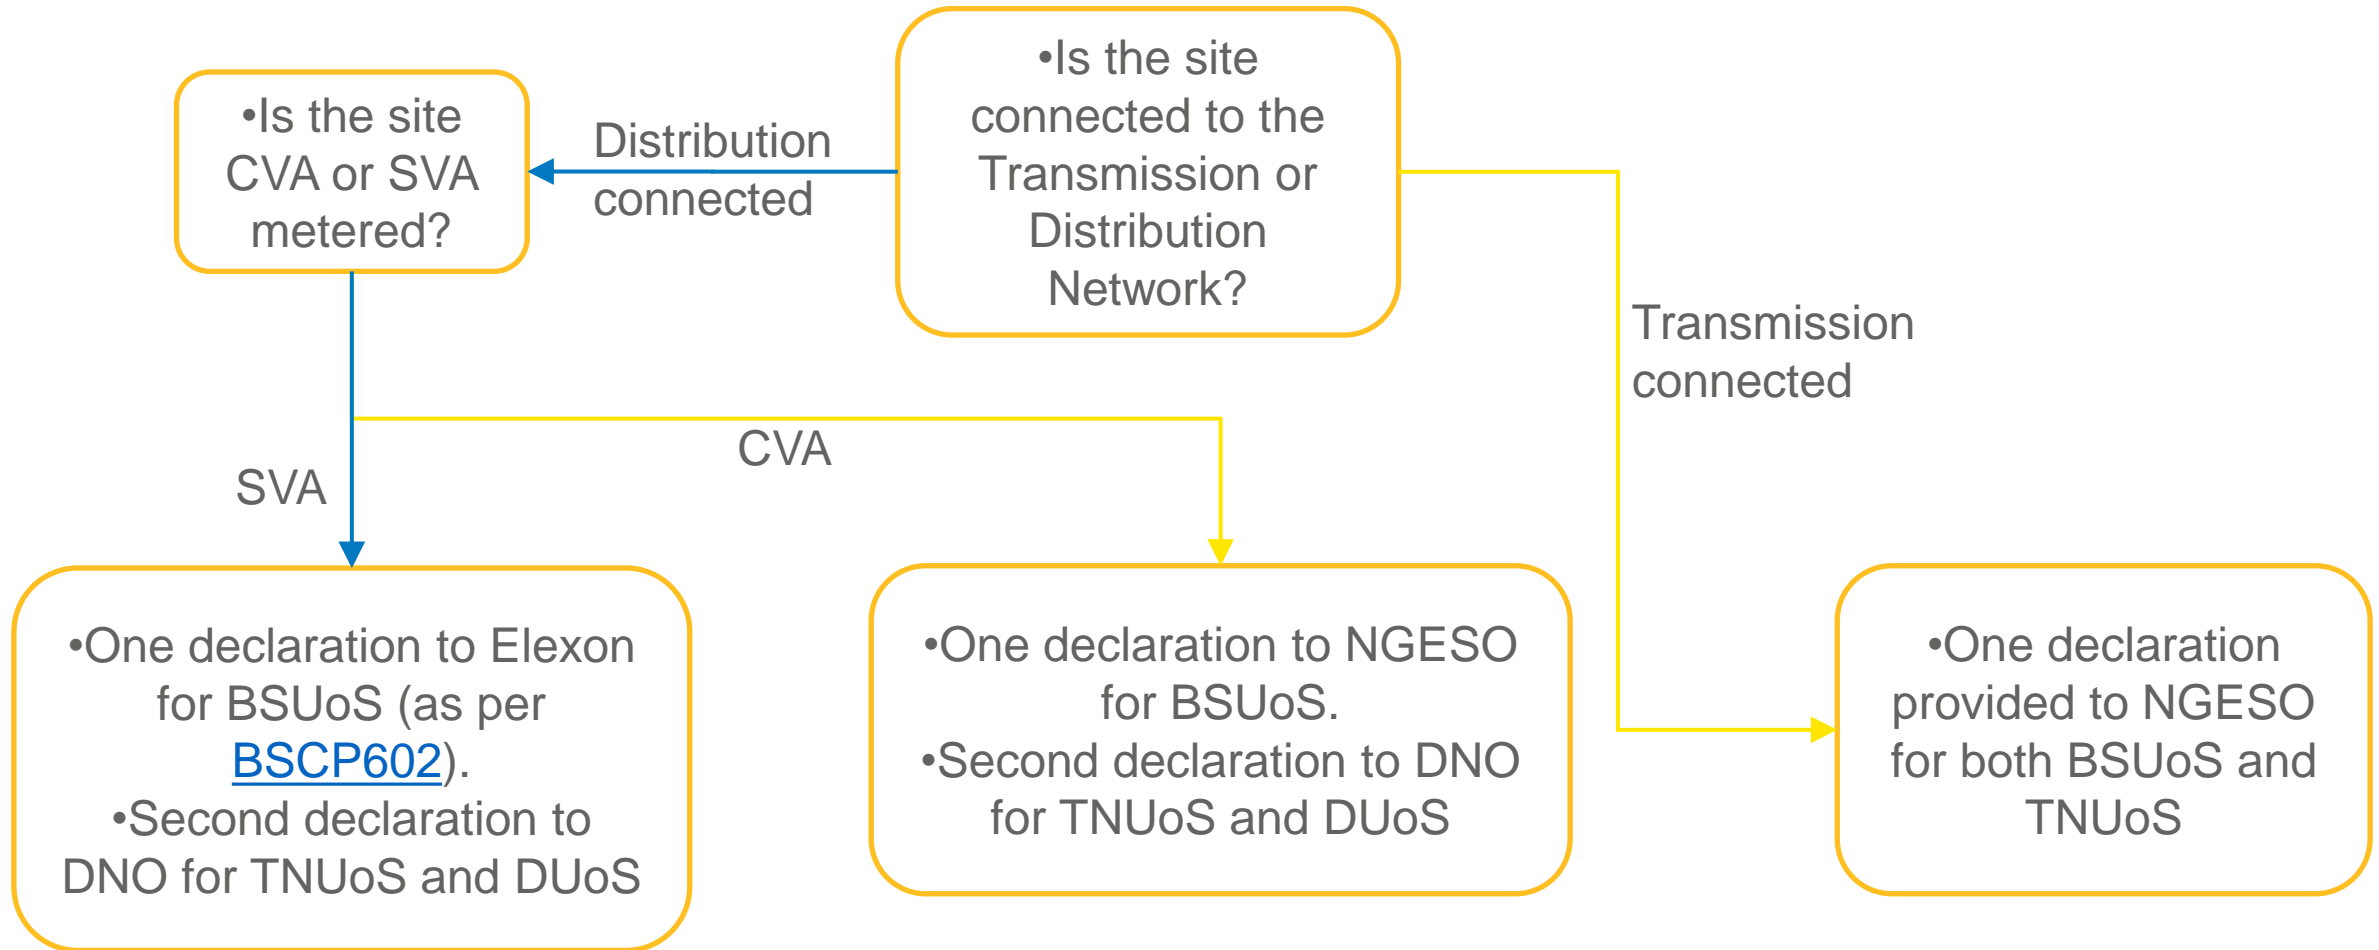 •Is the site
connected to the
Transmission or
Distribution
Network?
Distribution
connected
•Is the site
CVA or SVA
metered?
Transmission
connected
CVA
SVA
•One declaration to Elexon
for BSUoS (as per
BSCP602).
•Second declaration to
DNO for TNUoS and DUoS
•One declaration to NGESO
for BSUoS.
•Second declaration to DNO
for TNUoS and DUoS
•One declaration
provided to NGESO
for both BSUoS and
TNUoS